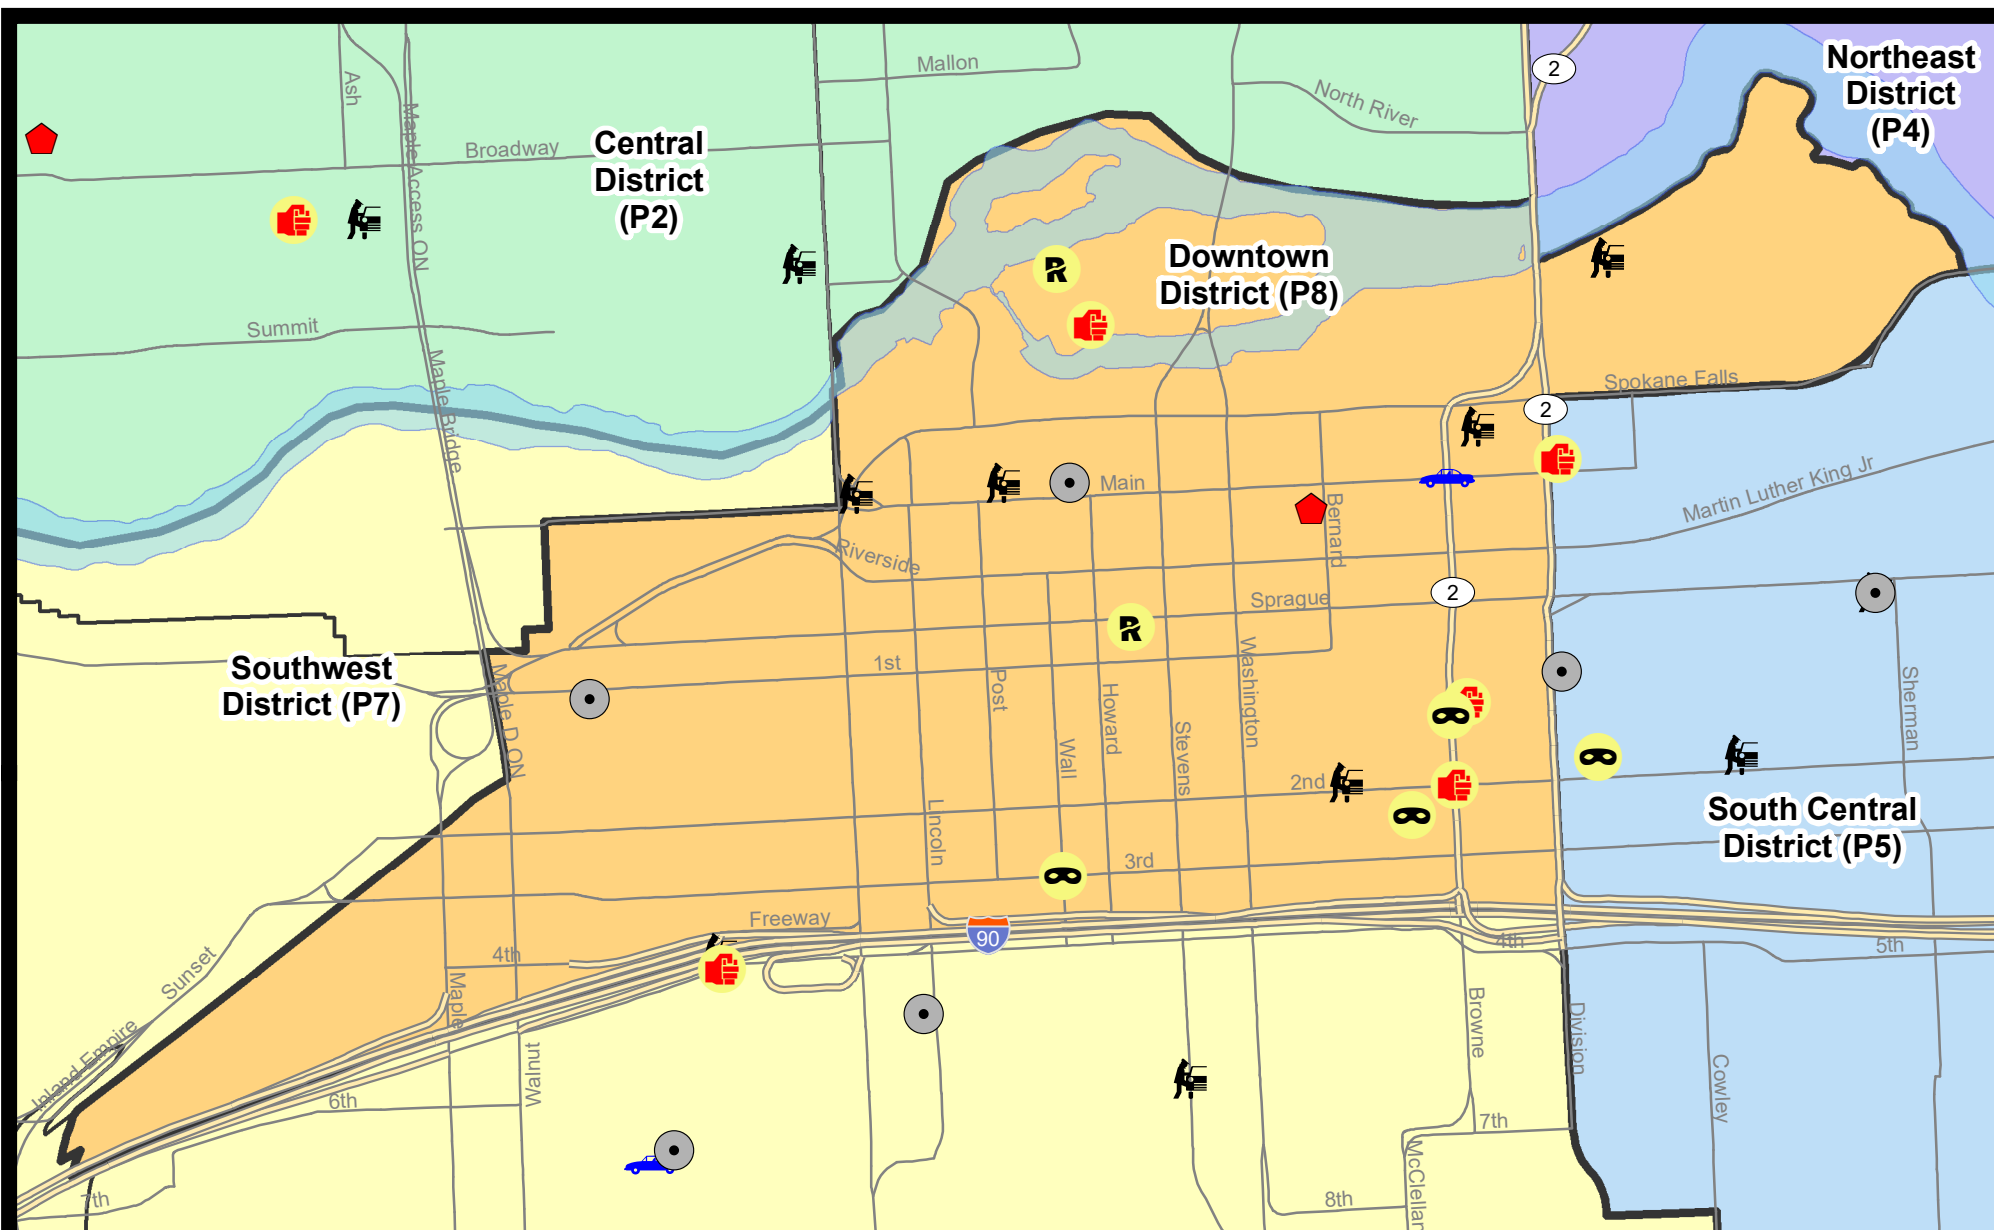 2
Northeast
District
(P4)
Mallon
Ash
North River
Maple Access ON
Central
District
(P2)
Broadway
Downtown
District (P8)
R
Summit
Maple Bridge
Spokane Falls
2
Main
Bernard
Martin Luther King Jr
Riverside
Sprague
2
R
Southwest
District (P7)
1st
Maple D ON
Post
Howard
Washington
Sherman
Wall
Stevens
2nd
South Central
District (P5)
Lincoln
3rd
Freeway
90
4th
4th
5th
Sunset
Maple
Browne
Division
Inland Empire
Walnut
Cowley
6th
7th
McClellan
7th
8th